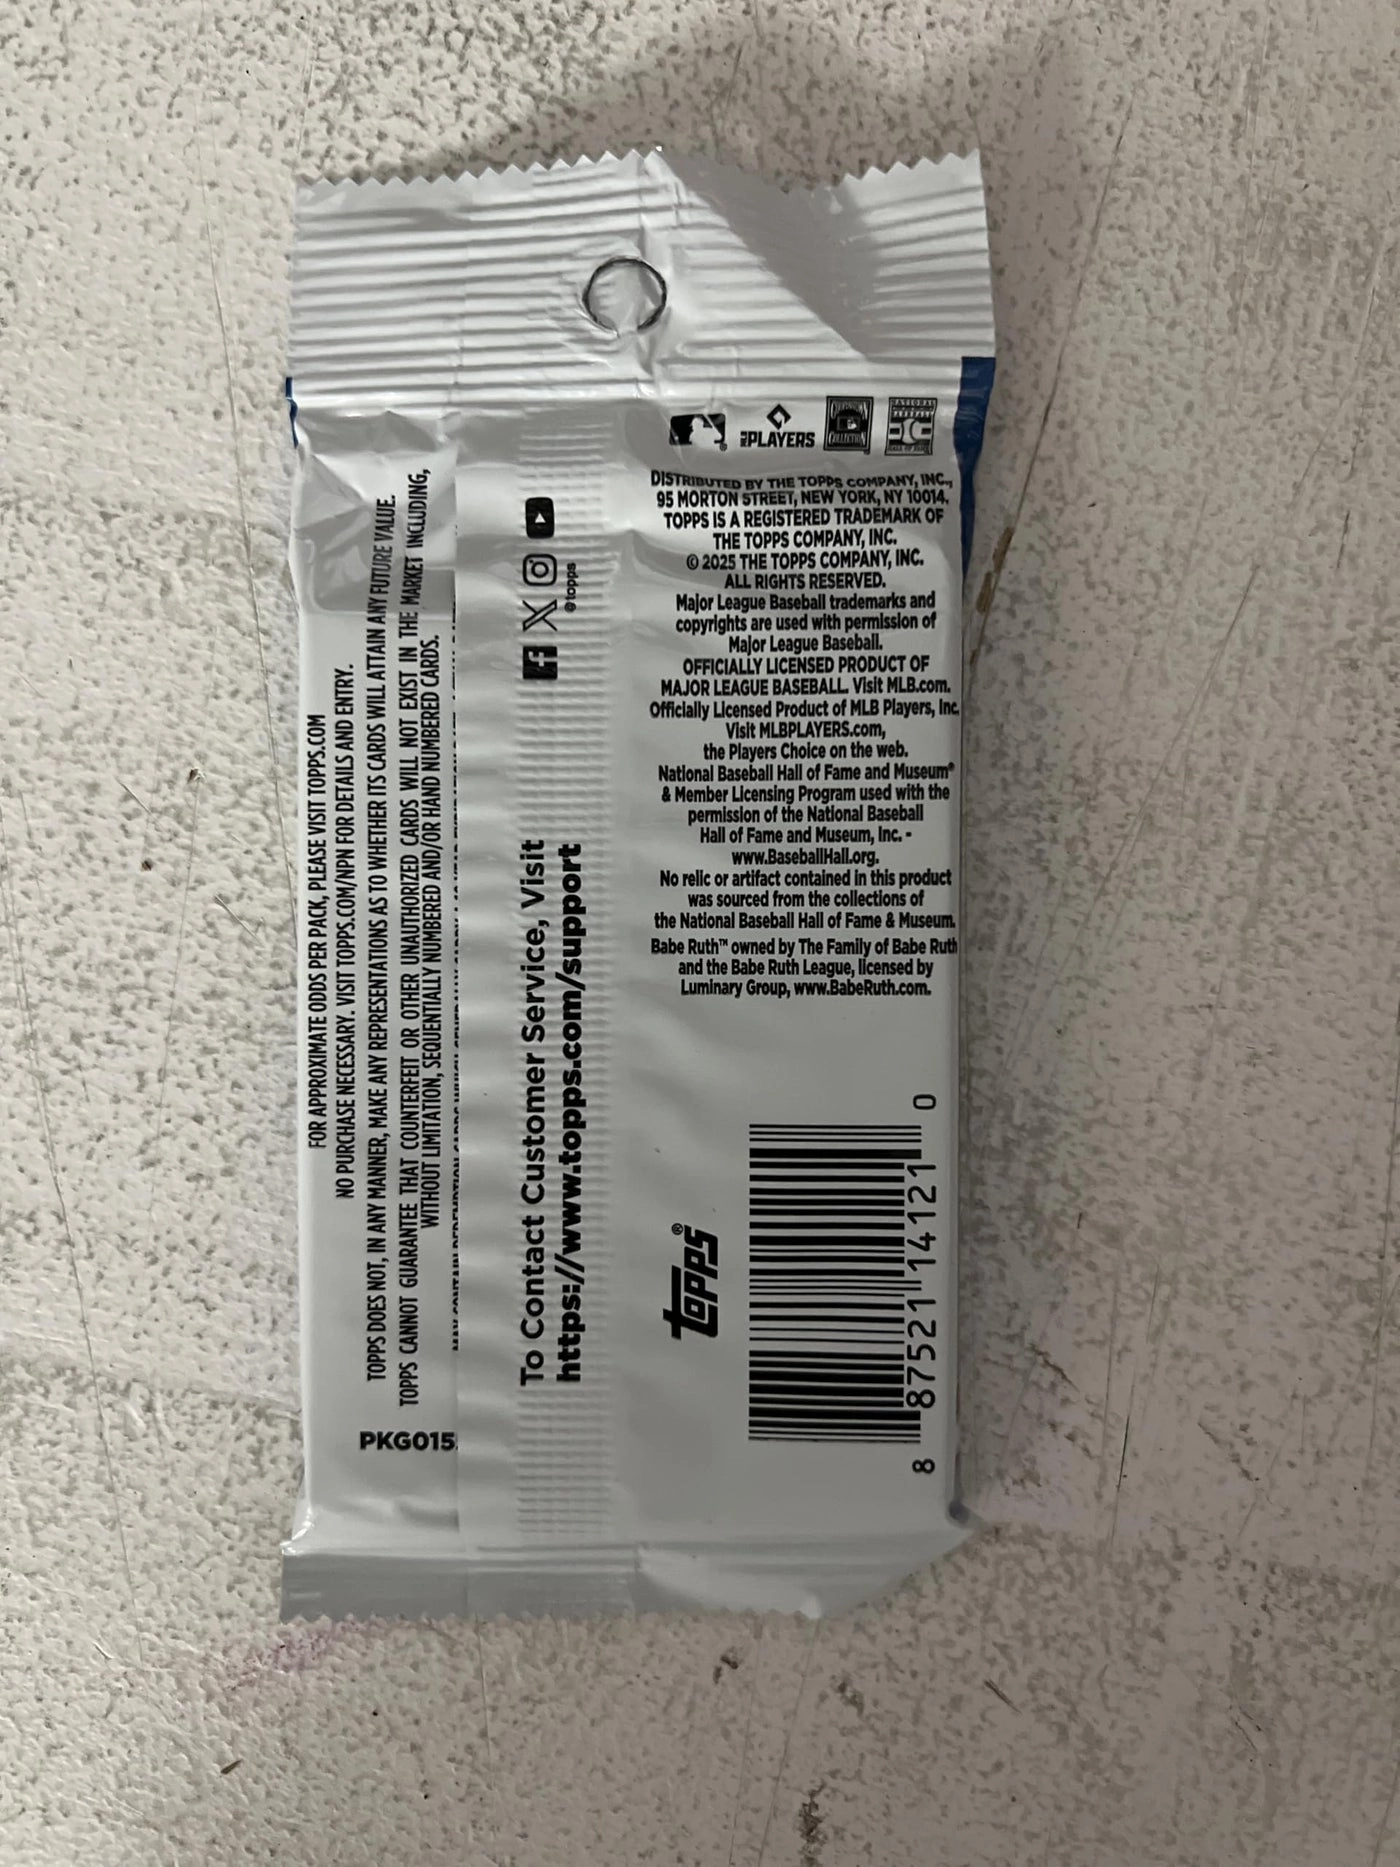 PLAYERS
DISTRIBUTED BY THE TOPPS COMPANY, INC.,
95 MORTON STREET, NEW YORK, NY 10014.
TOPPS IS A REGISTERED TRADEMARK OF
THE TOPPS COMPANY, INC.
© 2025 THE TOPPS COMPANY, INC.
ALL RIGHTS RESERVED.
Major League Baseball trademarks and
copyrights are used with permission of
Major League Baseball.
OFFICIALLY LICENSED PRODUCT OF
MAJOR LEAGUE BASEBALL. Visit MLB.com.
Officially Licensed Product of MLB Players, Inc.
Visit MLBPLAYERS.com,
the Players Choice on the web.
National Baseball Hall of Fame and Museum®
& Member Licensing Program used with the
permission of the National Baseball
Hall of Fame and Museum, Inc. -
www.BaseballHall.org.
No relic or artifact contained in this product
was sourced from the collections of
the National Baseball Hall of Fame & Museum.
Babe Ruth™ owned by The Family of Babe Ruth
and the Babe Ruth League, licensed by
Luminary Group, www.BabeRuth.com.
FOR APPROXIMATE ODDS PER PACK, PLEASE VISIT TOPPS.COM
NO PURCHASE NECESSARY. VISIT TOPPS.COM/NPN FOR DETAILS AND ENTRY.
TOPPS DOES NOT, IN ANY MANNER, MAKE ANY REPRESENTATIONS AS TO WHETHER ITS CARDS WILL ATTAIN ANY FUTURE VALUE.
TOPPS CANNOT GUARANTEE THAT COUNTERFEIT OR OTHER UNAUTHORIZED CARDS WILL NOT EXIST IN THE MARKET INCLUDING,
WITHOUT LIMITATION, SEQUENTIALLY NUMBERED AND/OR HAND NUMBERED CARDS.
@topps
To Contact Customer Service, Visit
https://www.topps.com/support
topps®
8 87521 14121 0
PKG015